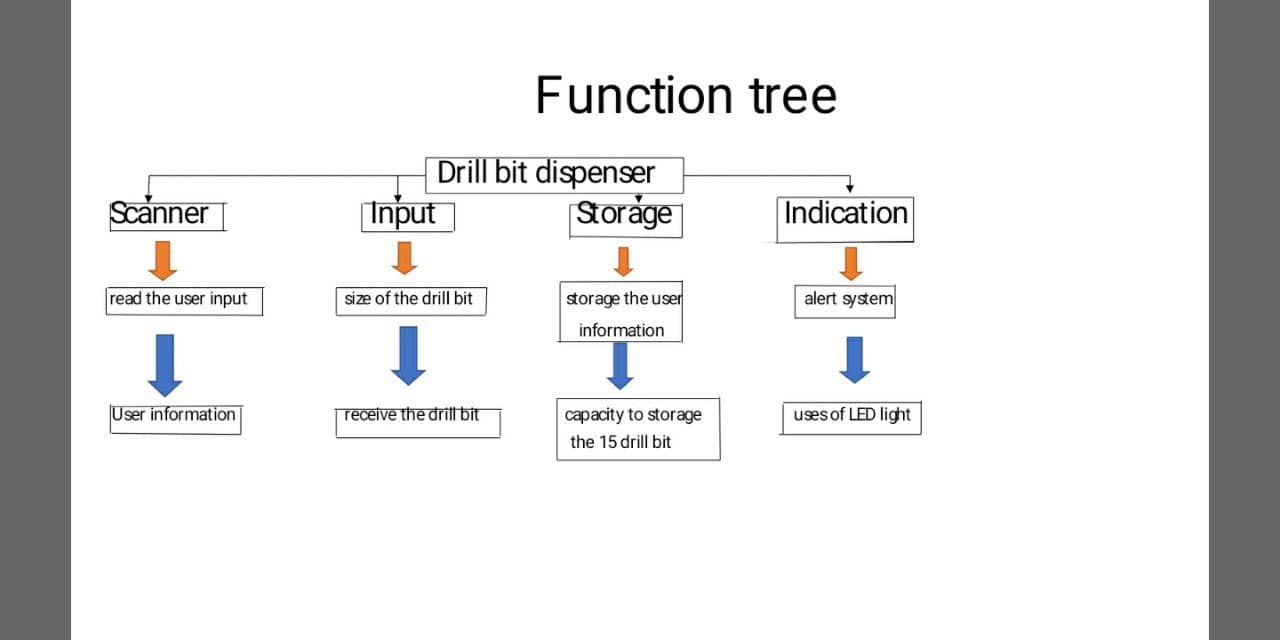 Function tree
Drill bit dispenser
Scanner
Input
Storage
Indication
read the user input
size of the drill bit
storage the user
information
alert system
User information
receive the drill bit
capacity to storage
the 15 drill bit
uses of LED light